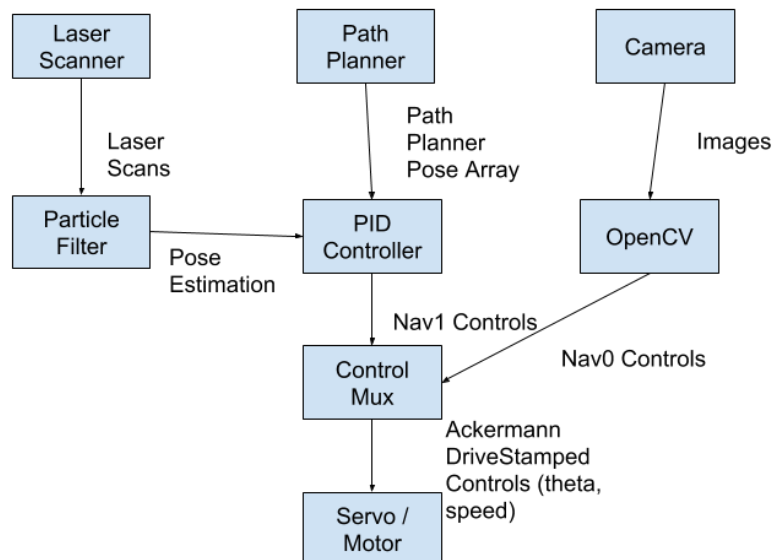 Laser
Scanner
Path
Planner
Camera
Laser
Scans
Path
Planner
Pose Array
Images
Particle
Filter
PID
Controller
OpenCV
Pose
Estimation
Nav1 Controls
Nav0 Controls
Control
Mux
Ackermann
DriveStamped
Controls (theta,
speed)
Servo /
Motor